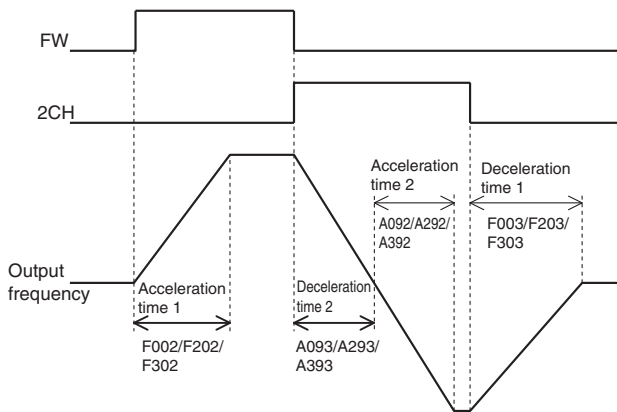 FW
2CH
Acceleration
time 2
Deceleration
time 1
A092/A292/
A392
F003/F203/
F303
Output
frequency
Acceleration
time 1
Deceleration
time 2
F002/F202/
F302
A093/A293/
A393